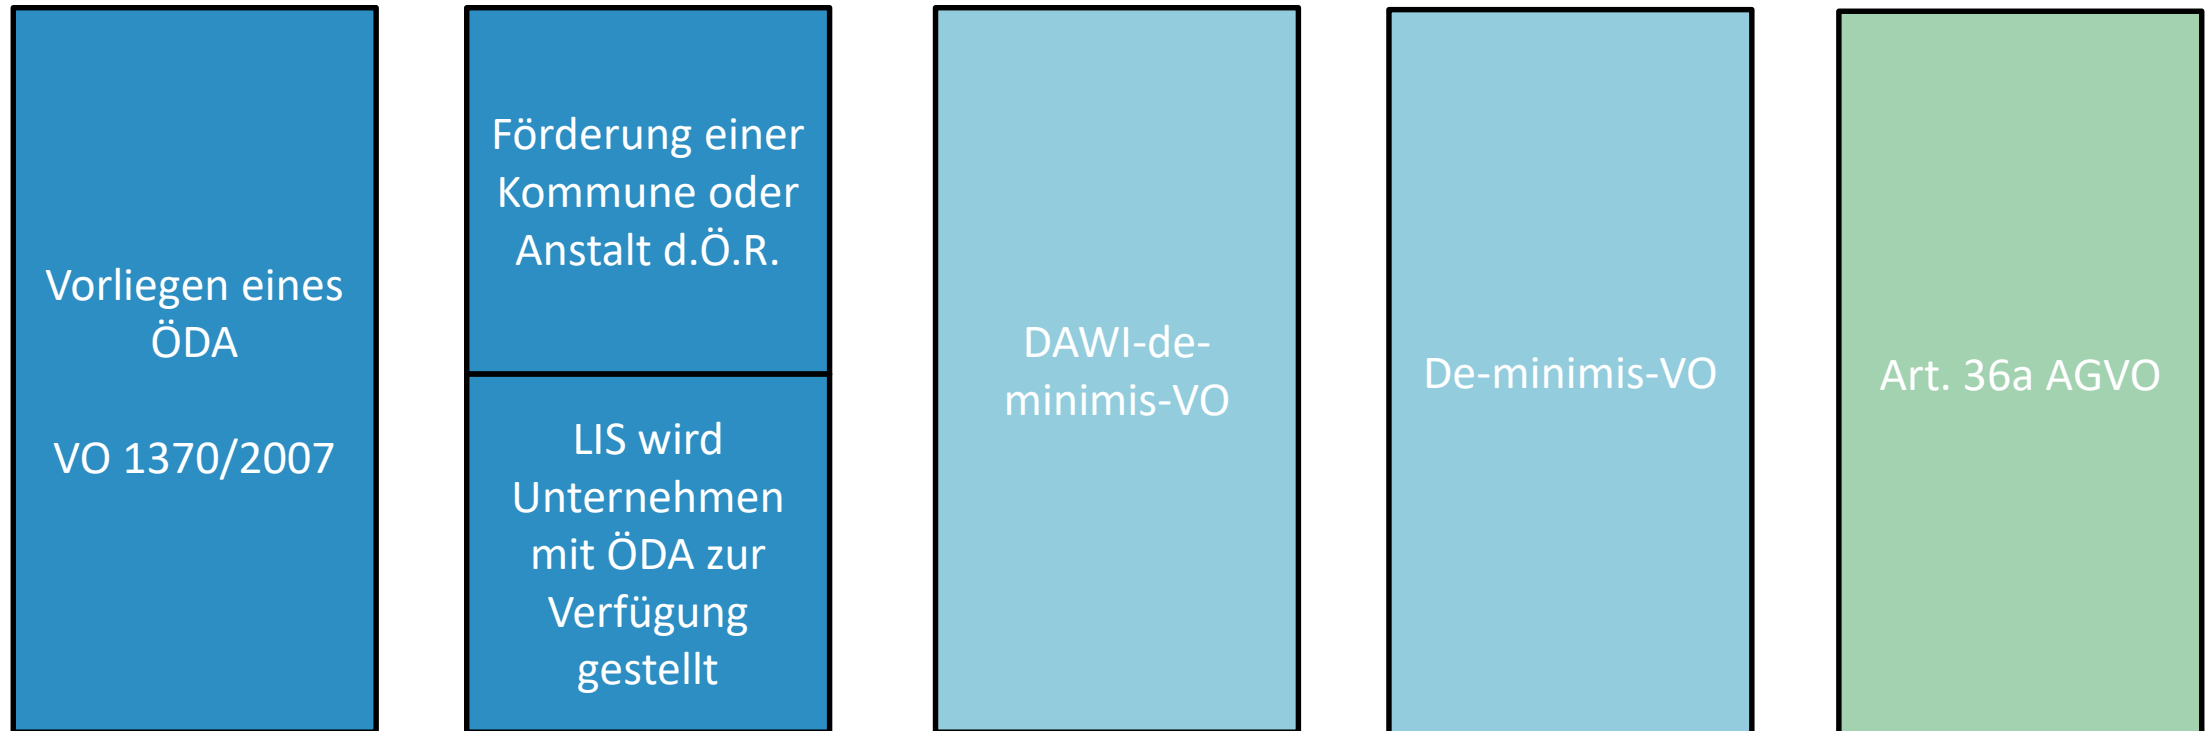 Vorliegen eines
ÖDA
VO 1370/2007
Förderung einer
Kommune oder
Anstalt d.Ö.R.
LIS wird
Unternehmen
mit ÖDA zur
Verfügung
gestellt
DAWI-de-
minimis-VO
De-minimis-VO
Art. 36a AGVO